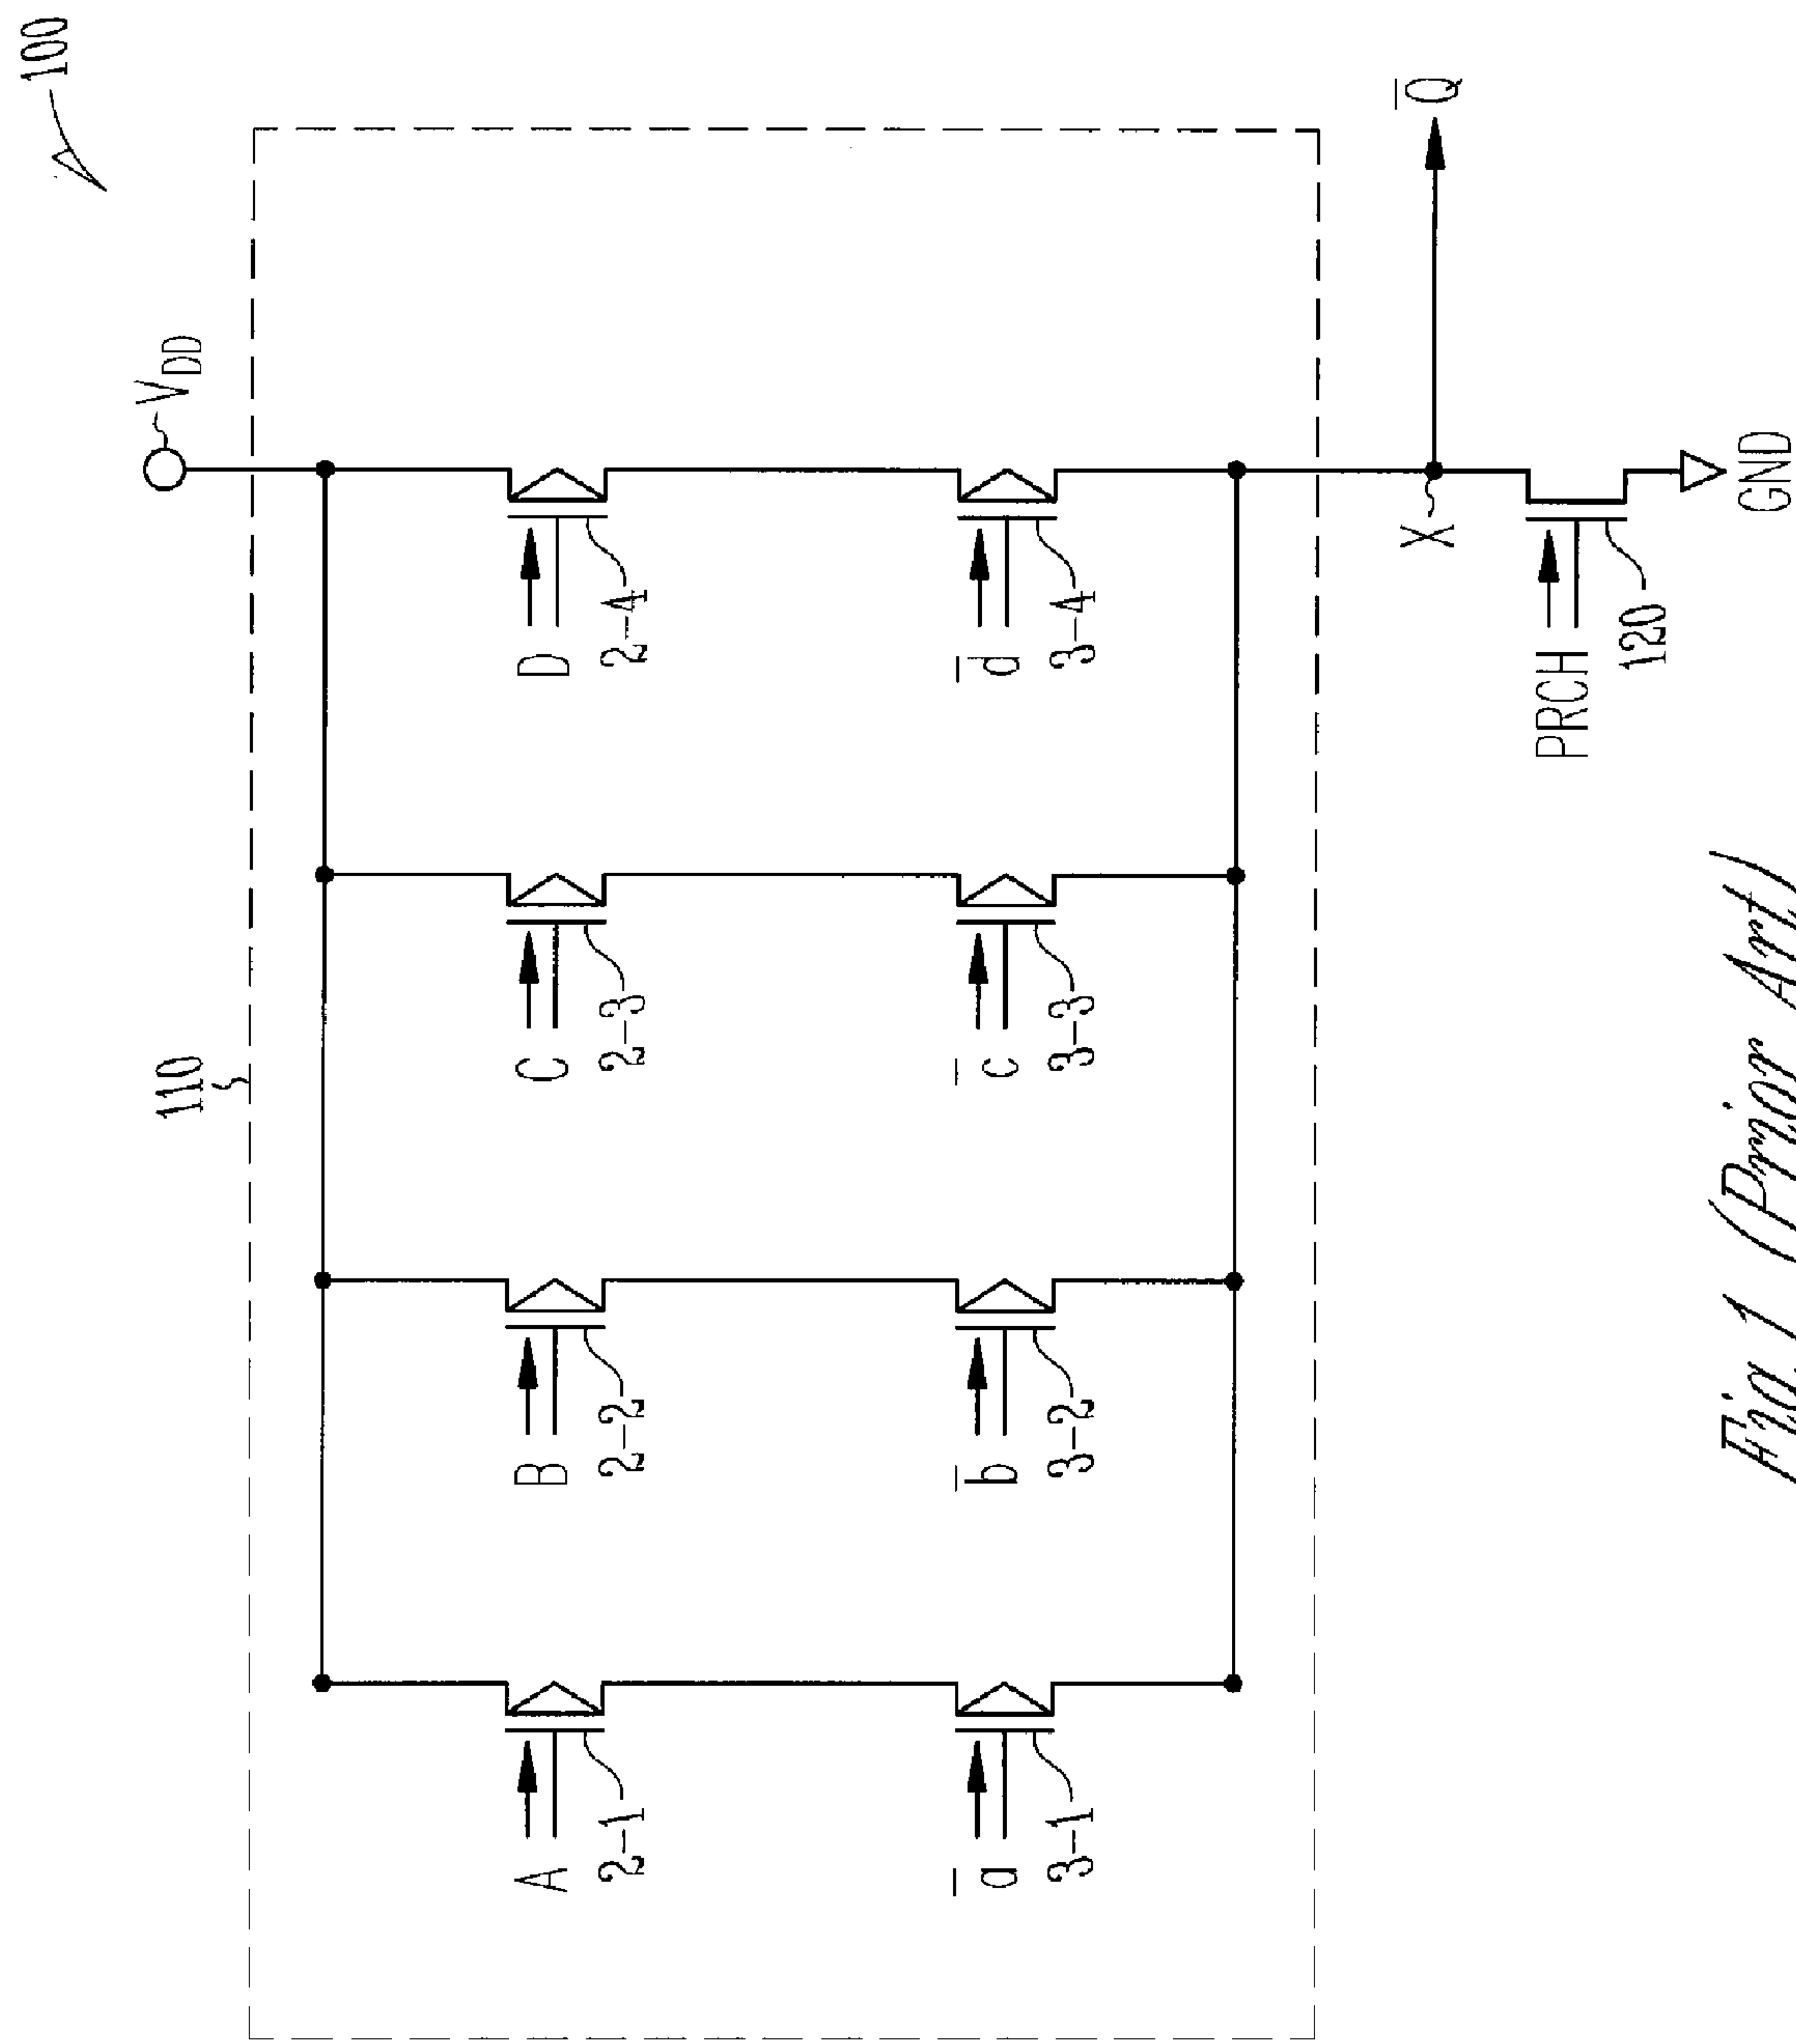 100
V_DD
110
A
2-1
B
2-2
C
2-3
D
2-4
a̅
3-1
b̅
3-2
c̅
3-3
d̅
3-4
X
Q̅
PRCH
120
GND
Fig.1 (Prior Art)